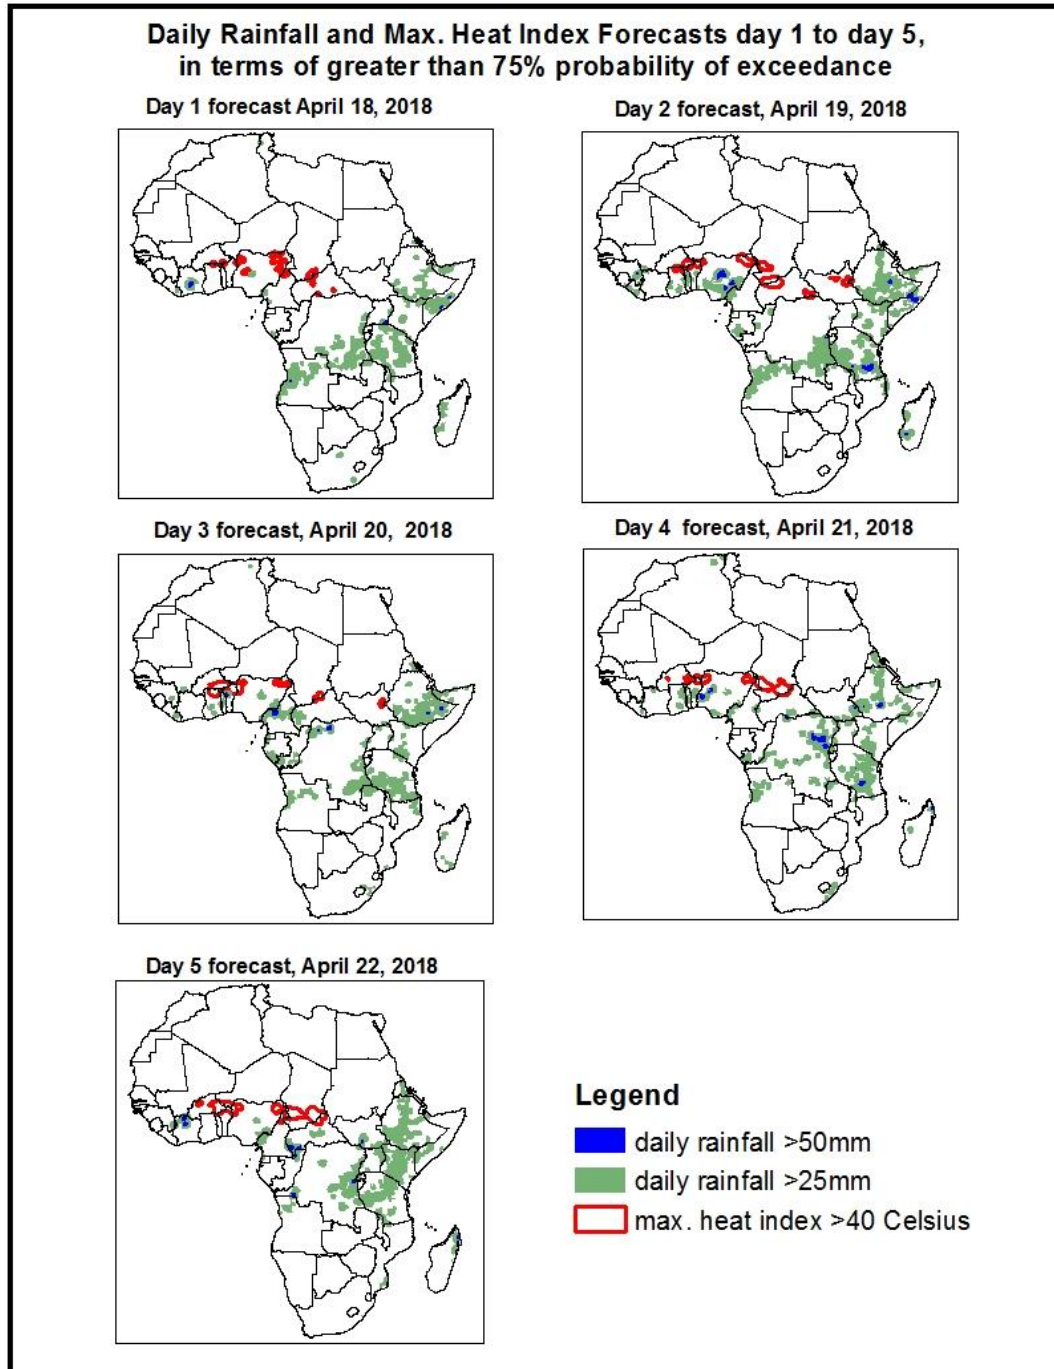 Daily Rainfall and Max. Heat Index Forecasts day 1 to day 5,
in terms of greater than 75% probability of exceedance
Day 1 forecast April 18, 2018
Day 2 forecast, April 19, 2018
Day 3 forecast, April 20, 2018
Day 4 forecast, April 21, 2018
Day 5 forecast, April 22, 2018
Legend
daily rainfall >50mm
daily rainfall >25mm
max. heat index >40 Celsius